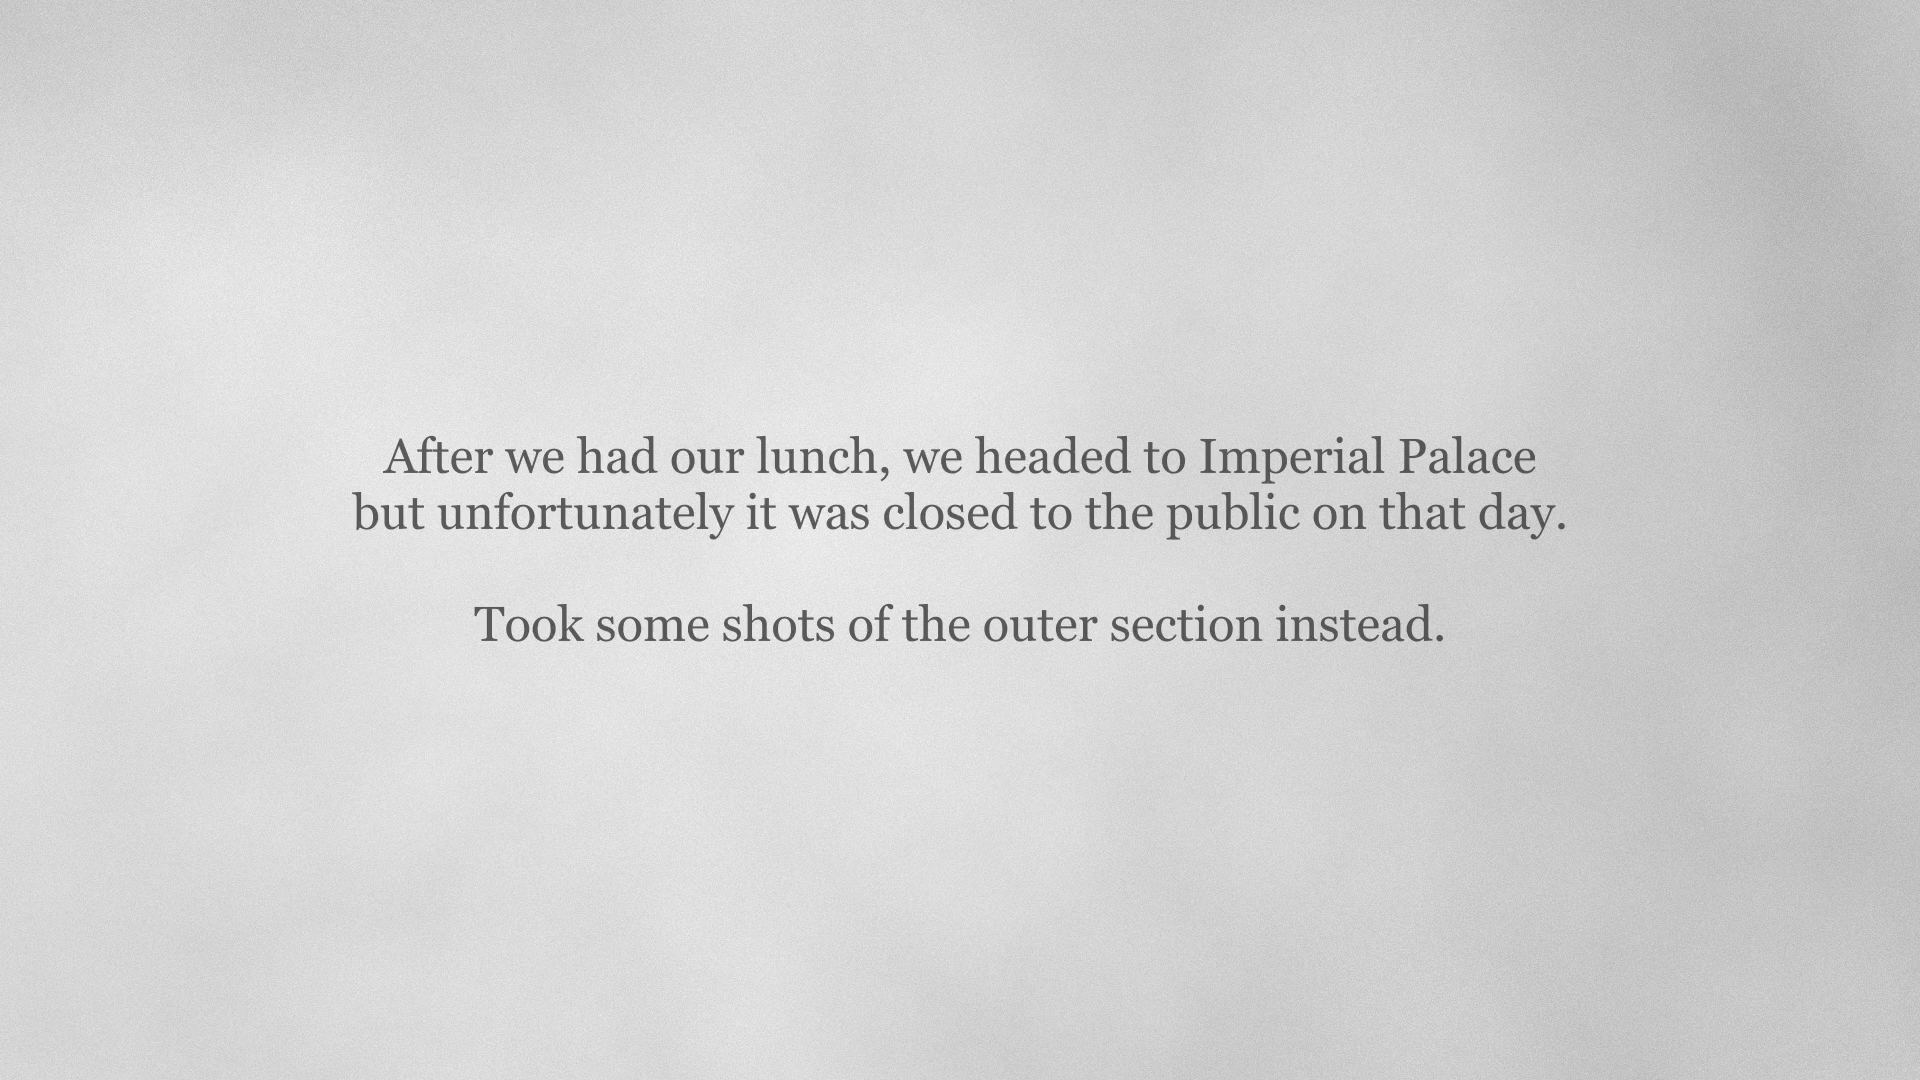 After we had our lunch, we headed to Imperial Palace
but unfortunately it was closed to the public on that day.
Took some shots of the outer section instead.